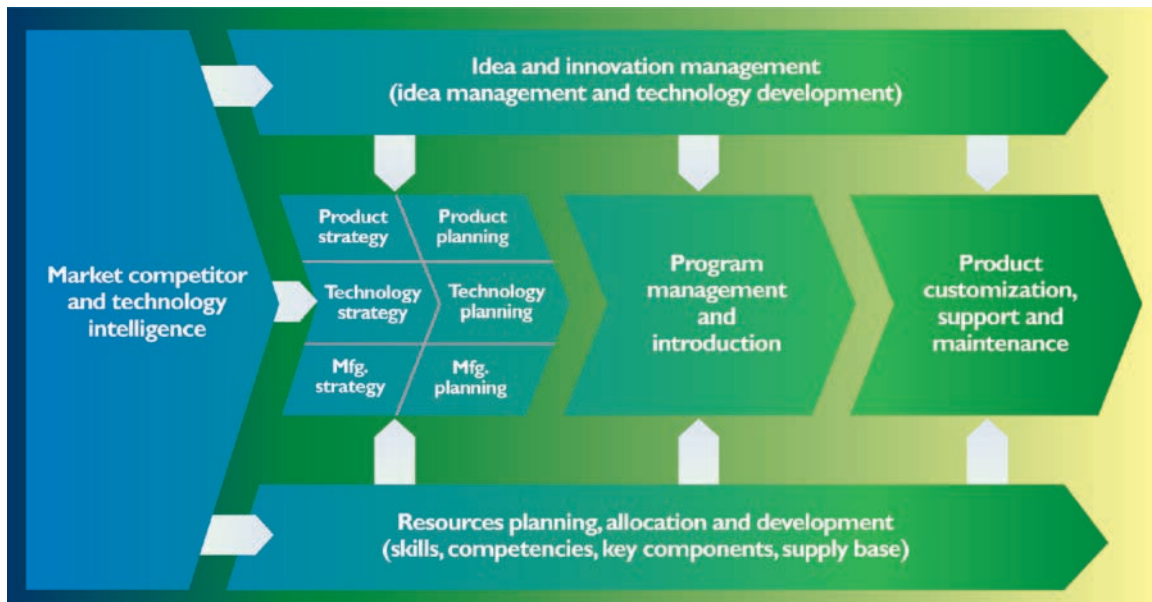 Idea and innovation management
(idea management and technology development)
Market competitor
and technology
intelligence
Product
strategy
Product
planning
Technology
strategy
Technology
planning
Mfg.
strategy
Mfg.
planning
Program
management
and
introduction
Product
customization,
support and
maintenance
Resources planning, allocation and development
(skills, competencies, key components, supply base)